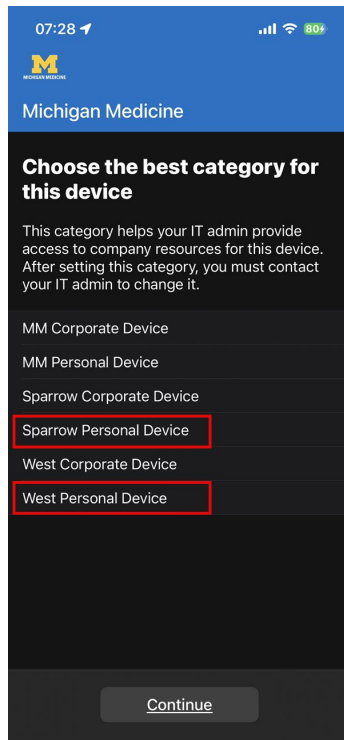 07:28
80
M
MICHIGAN MEDICINE
Michigan Medicine
Choose the best category for
this device
This category helps your IT admin provide
access to company resources for this device.
After setting this category, you must contact
your IT admin to change it.
MM Corporate Device
MM Personal Device
Sparrow Corporate Device
Sparrow Personal Device
West Corporate Device
West Personal Device
Continue